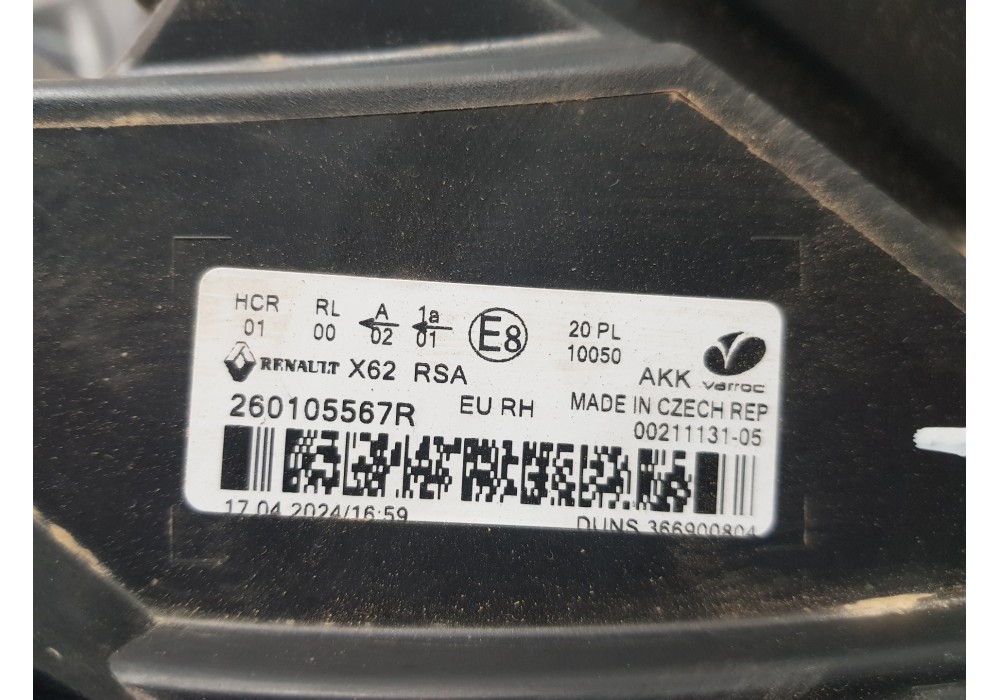 HCR RL A 1a
01 00 02 01
E8
20 PL
10050
RENAULT X62 RSA
AKK varroc
260105567R EU RH
MADE IN CZECH REP
00211131-05
17.04.2024/16:59
DUNS 366900804